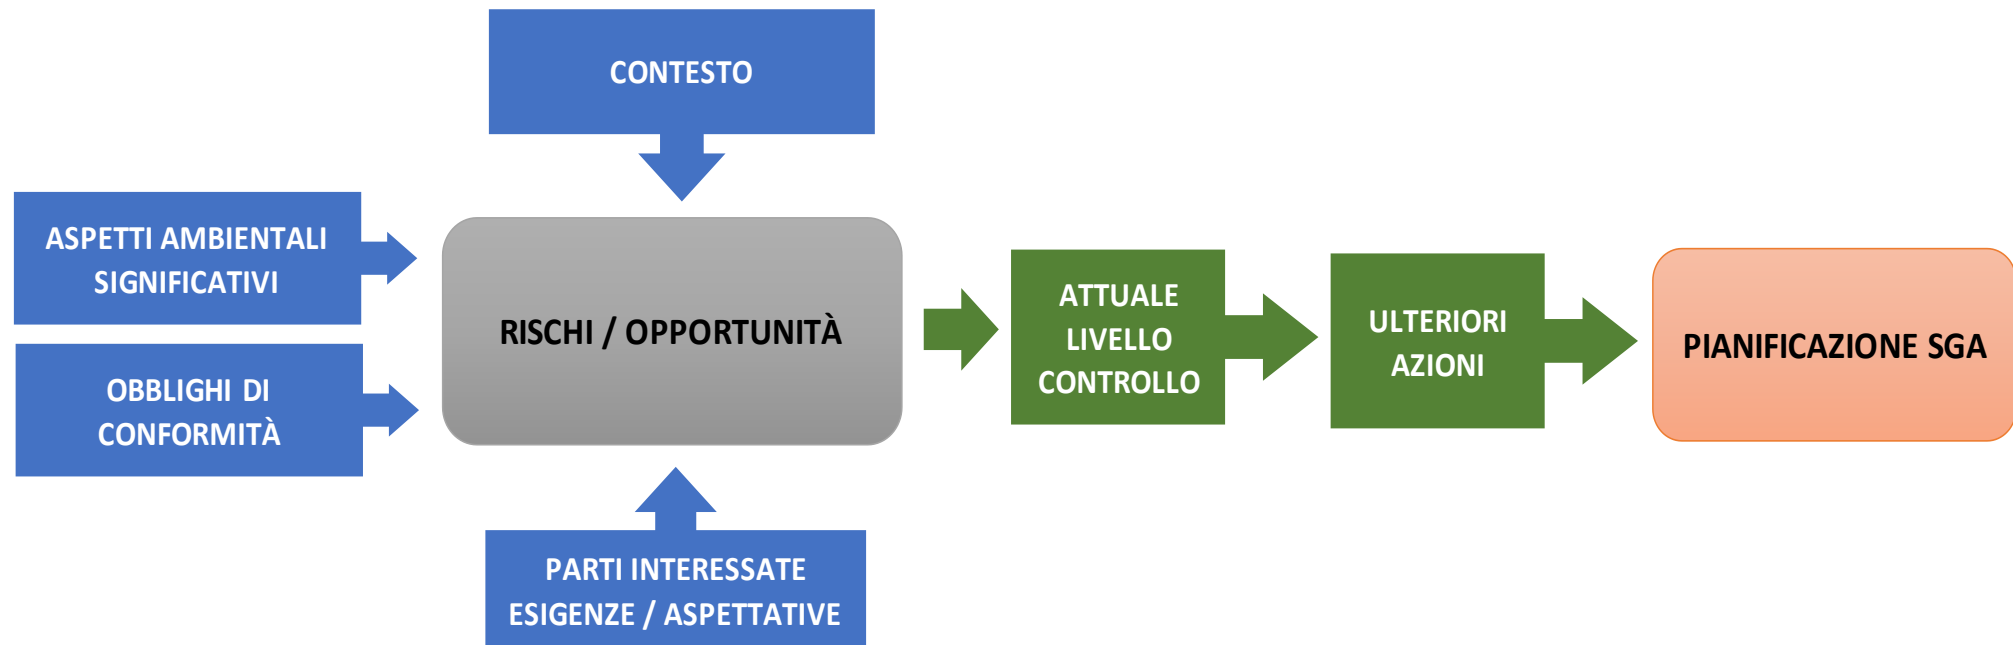 CONTESTO
ASPETTI AMBIENTALI
SIGNIFICATIVI
OBBLIGHI DI
CONFORMITÀ
RISCHI / OPPORTUNITÀ
PARTI INTERESSATE
ESIGENZE / ASPETTATIVE
ATTUALE
LIVELLO
CONTROLLO
ULTERIORI
AZIONI
PIANIFICAZIONE SGA